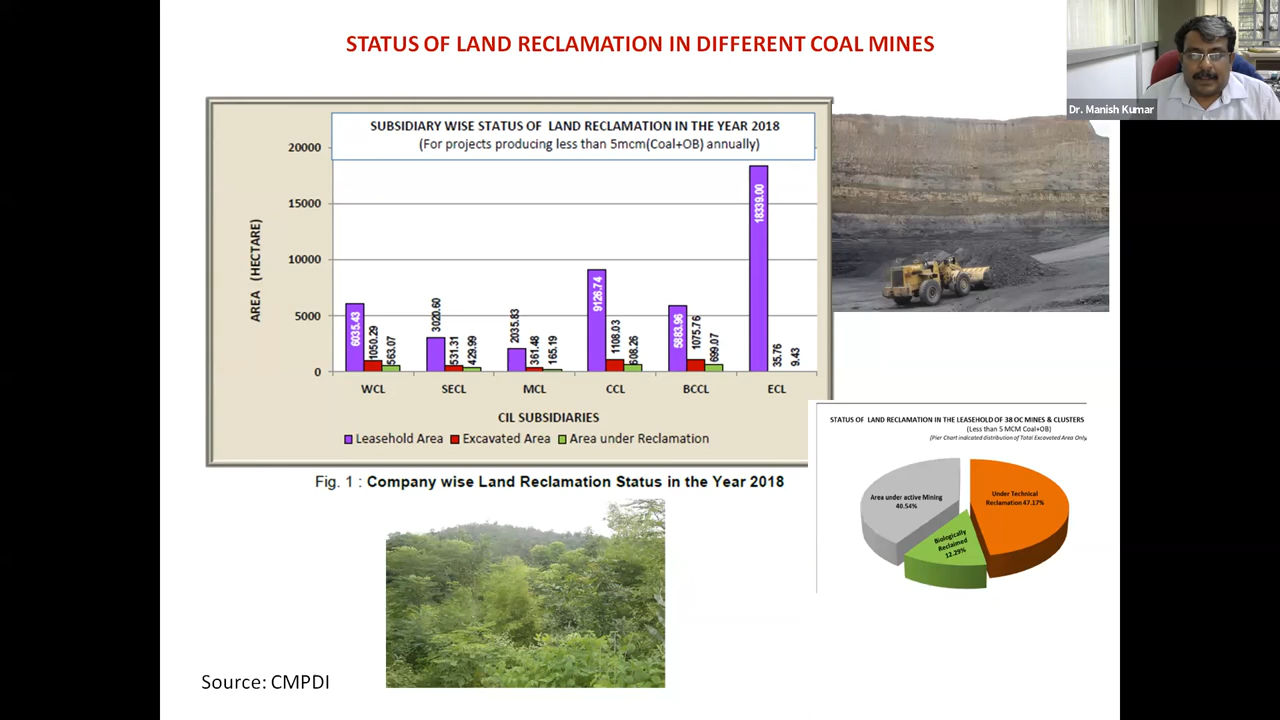 STATUS OF LAND RECLAMATION IN DIFFERENT COAL MINES
Dr. Manish Kumar
SUBSIDIARY WISE STATUS OF LAND RECLAMATION IN THE YEAR 2018
(For projects producing less than 5mcm(Coal+OB) annually)
AREA (HECTARE)
20000
15000
10000
5000
0
6035.43
1050.29
563.07
3020.60
531.31
429.99
2035.83
361.48
165.19
9126.74
1108.03
608.26
5883.96
1075.76
699.07
18339.00
35.76
9.43
WCL SECL MCL CCL BCCL ECL
CIL SUBSIDIARIES
Leasehold Area Excavated Area Area under Reclamation
Fig. 1 : Company wise Land Reclamation Status in the Year 2018
STATUS OF LAND RECLAMATION IN THE LEASEHOLD OF 38 OC MINES & CLUSTERS
(Less than 5 MCM Coal+OB)
(Pier Chart indicated distribution of Total Excavated Area Only
Area under active Mining
40.54%
Under Technical
Reclamation 47.17%
Biologically
Reclaimed
12.29%
Source: CMPDI